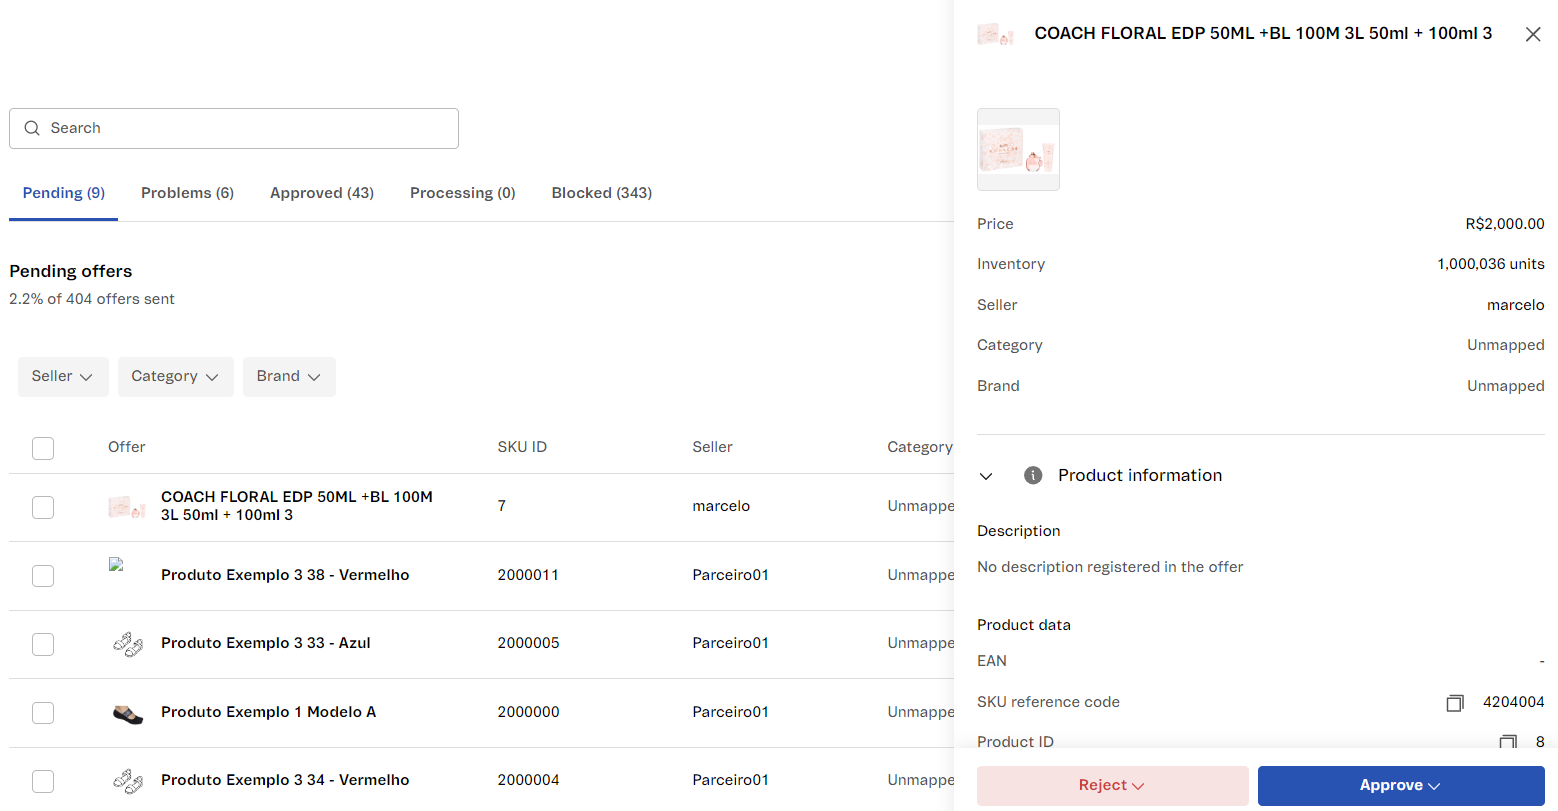 Search
Pending (9)
Problems (6)
Approved (43)
Processing (0)
Blocked (343)
Pending offers
2.2% of 404 offers sent
Seller
Category
Brand
Offer
SKU ID
Seller
Category
COACH FLORAL EDP 50ML +BL 100M
3L 50ml + 100ml 3
7
marcelo
Unmappe
Produto Exemplo 3 38 - Vermelho
2000011
Parceiro01
Unmappe
Produto Exemplo 3 33 - Azul
2000005
Parceiro01
Unmappe
Produto Exemplo 1 Modelo A
2000000
Parceiro01
Unmappe
Produto Exemplo 3 34 - Vermelho
2000004
Parceiro01
Unmappe
COACH FLORAL EDP 50ML +BL 100M 3L 50ml + 100ml 3
Price
R$2,000.00
Inventory
1,000,036 units
Seller
marcelo
Category
Unmapped
Brand
Unmapped
Product information
Description
No description registered in the offer
Product data
EAN
-
SKU reference code
4204004
Product ID
8
Reject
Approve